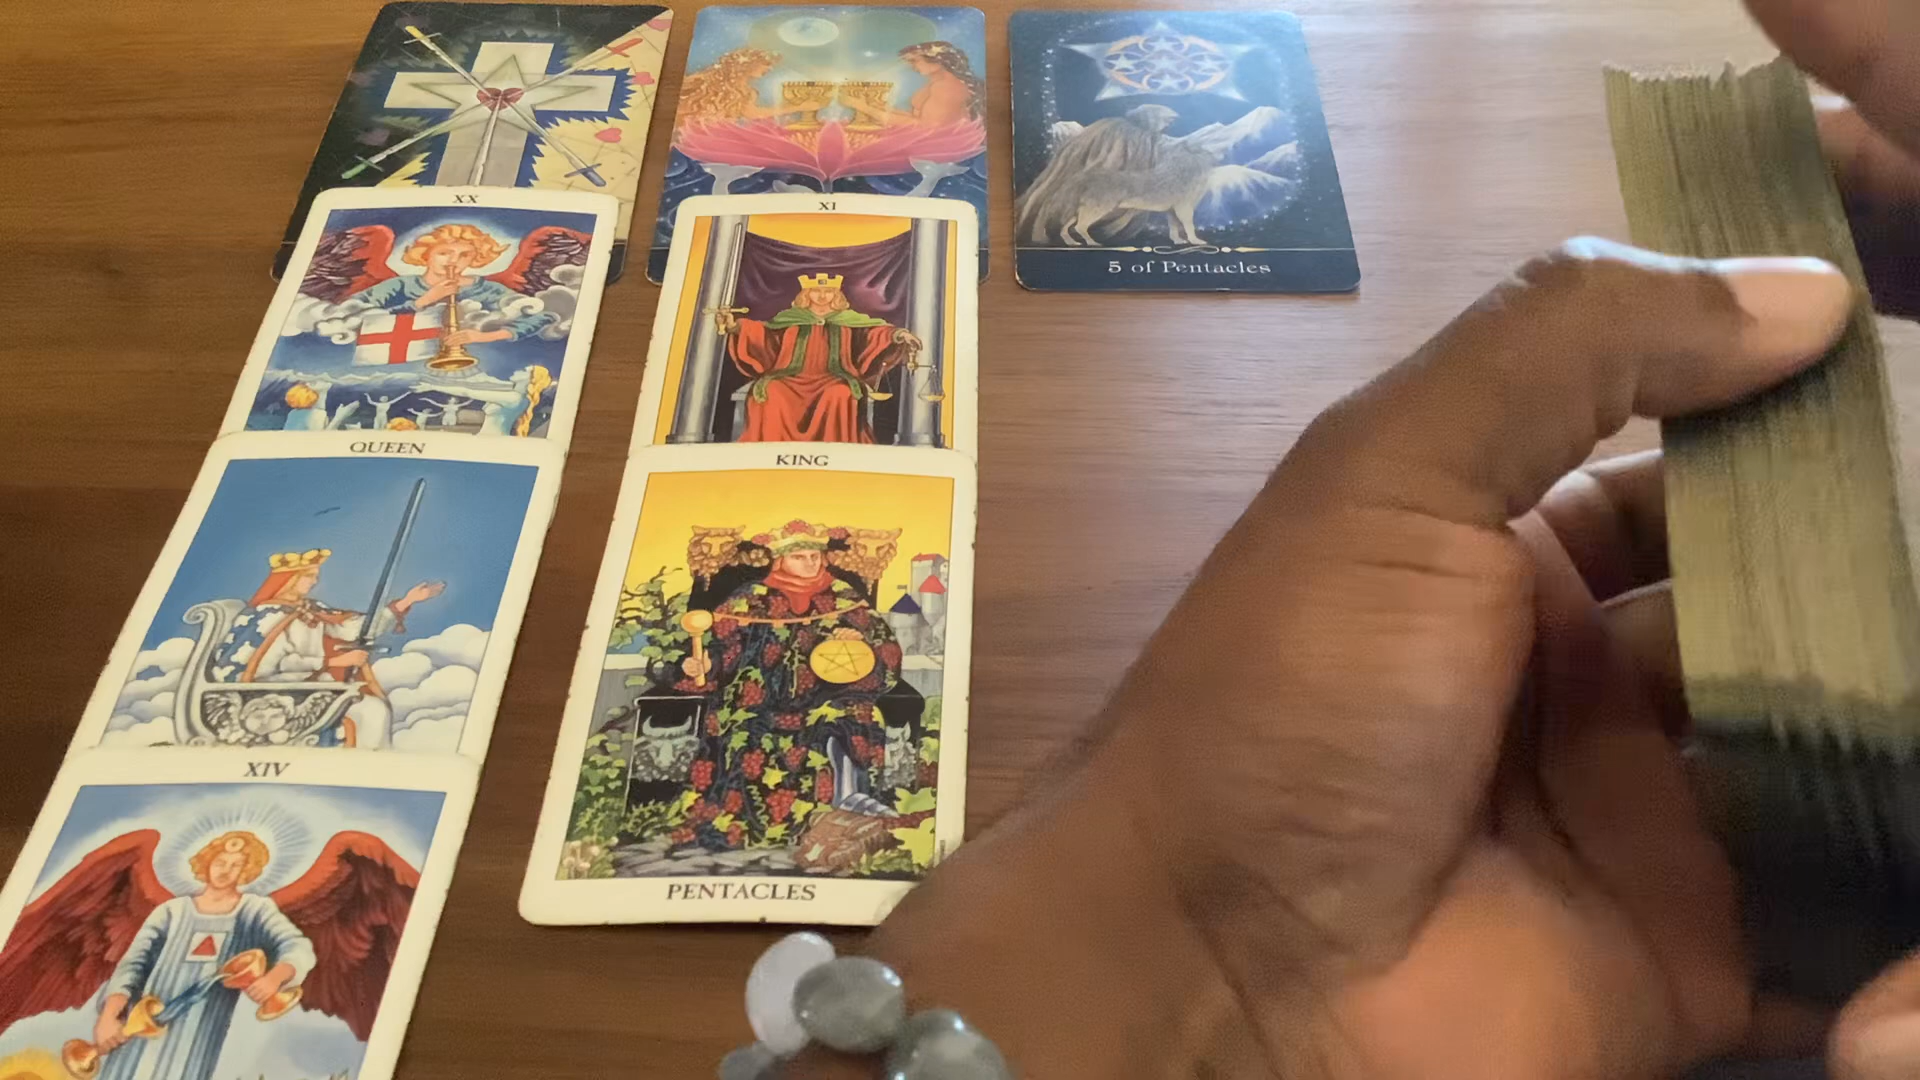 5 of Pentacles
XX
XI
QUEEN
KING
XIV
PENTACLES